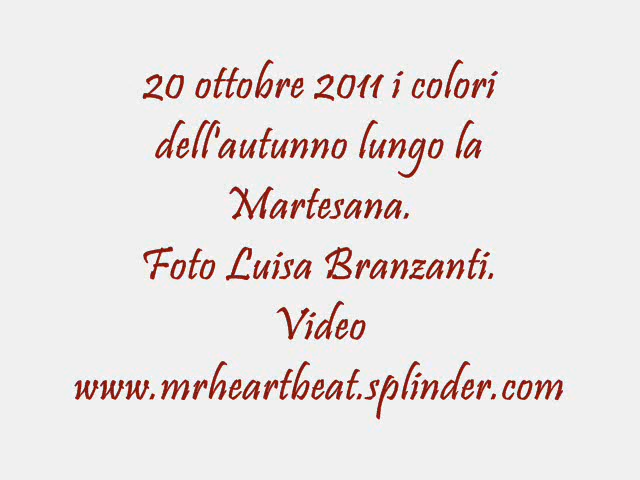 20 ottobre 2011 i colori
dell'autunno lungo la
Martesana.
Foto Luisa Branzanti.
Video
www.mrheartbeat.splinder.com